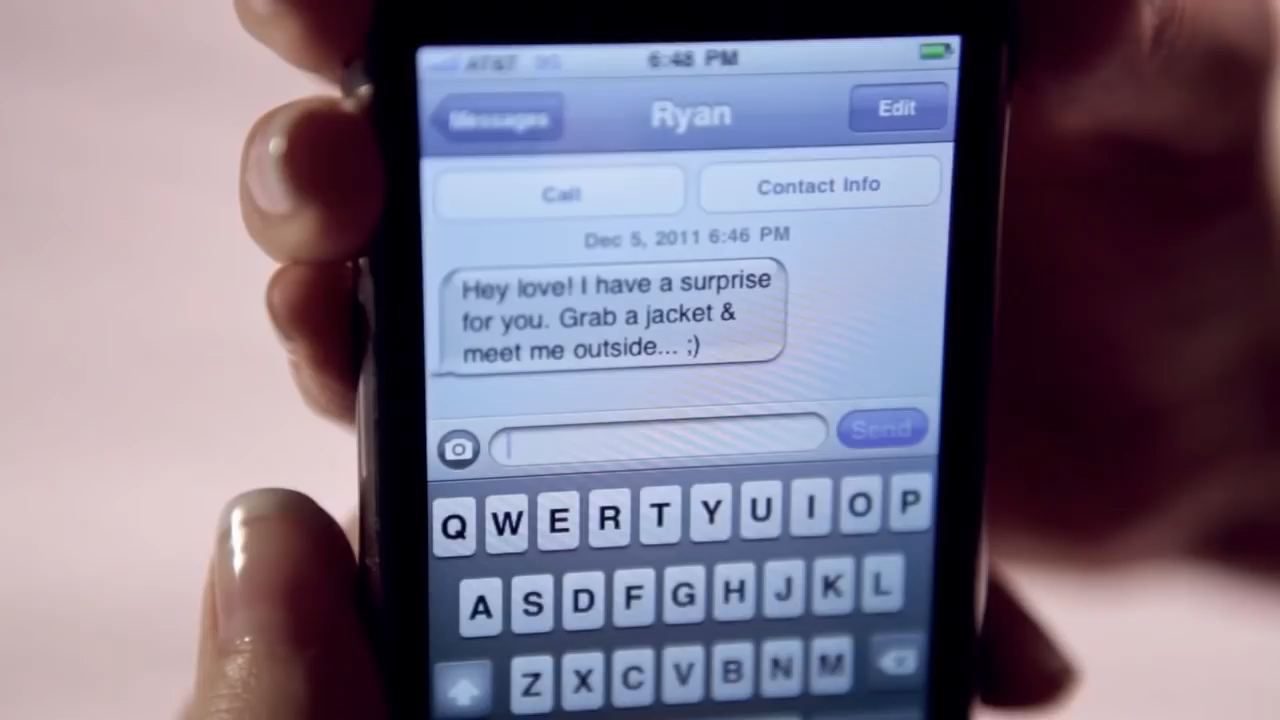 AT&T 3G 6:48 PM
Messages Ryan Edit
Call Contact Info
Dec 5, 2011 6:46 PM
Hey love! I have a surprise
for you. Grab a jacket &
meet me outside... ;)
Send
Q W E R T Y U I O P
A S D F G H J K L
Z X C V B N M